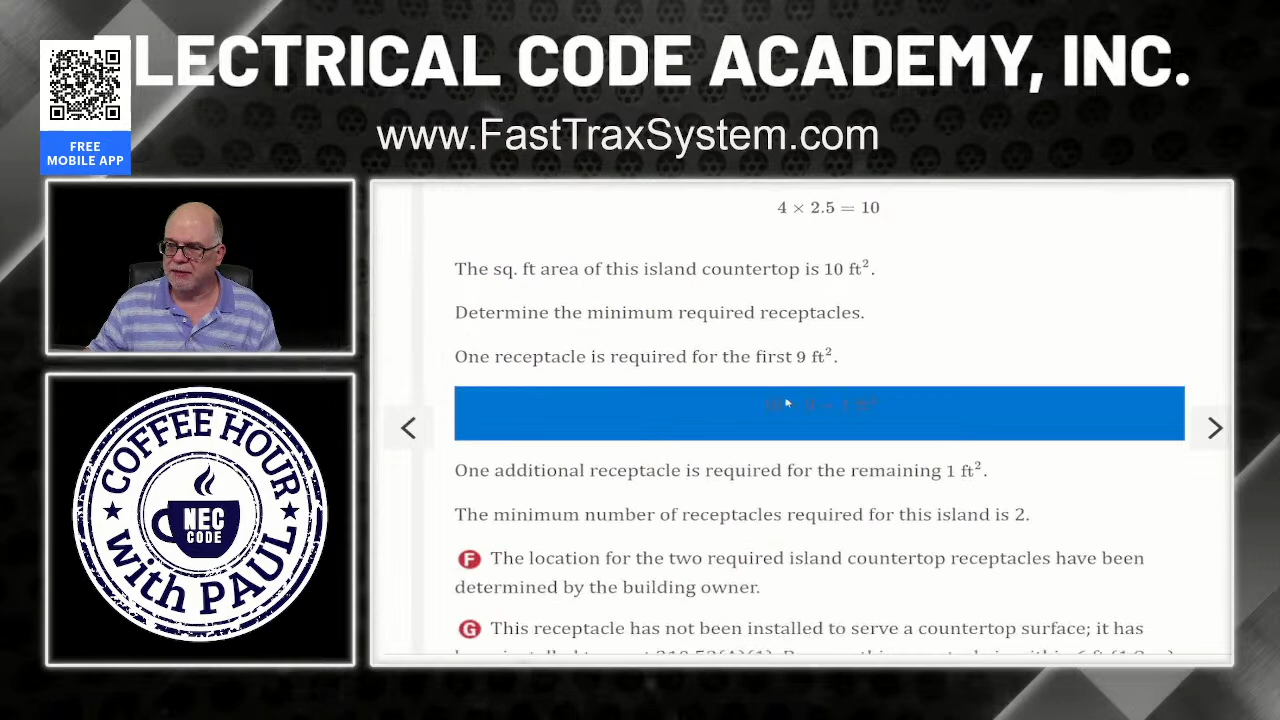 ELECTRICAL CODE ACADEMY, INC.
www.FastTraxSystem.com
FREE
MOBILE APP
4 × 2.5 = 10
The sq. ft area of this island countertop is 10 ft².
Determine the minimum required receptacles.
One receptacle is required for the first 9 ft².
One additional receptacle is required for the remaining 1 ft².
The minimum number of receptacles required for this island is 2.
F The location for the two required island countertop receptacles have been
determined by the building owner.
G This receptacle has not been installed to serve a countertop surface; it has
COFFEE HOUR
NEC
CODE
with PAUL